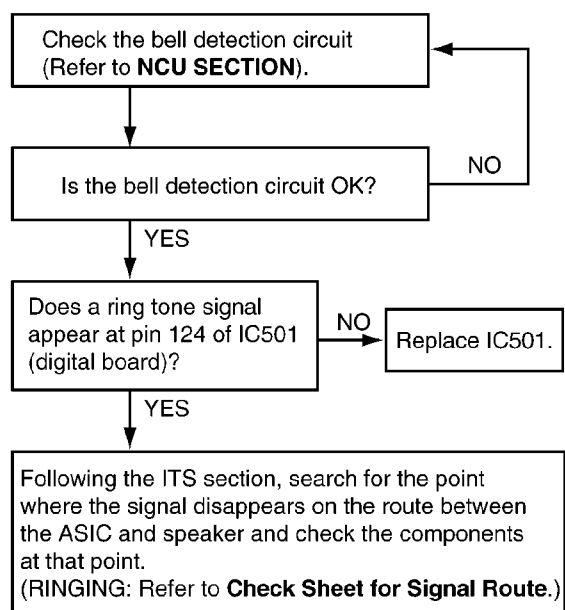 Check the bell detection circuit
(Refer to NCU SECTION).
NO
Is the bell detection circuit OK?
YES
Does a ring tone signal
appear at pin 124 of IC501
(digital board)?
NO
Replace IC501.
YES
Following the ITS section, search for the point
where the signal disappears on the route between
the ASIC and speaker and check the components
at that point.
(RINGING: Refer to Check Sheet for Signal Route.)